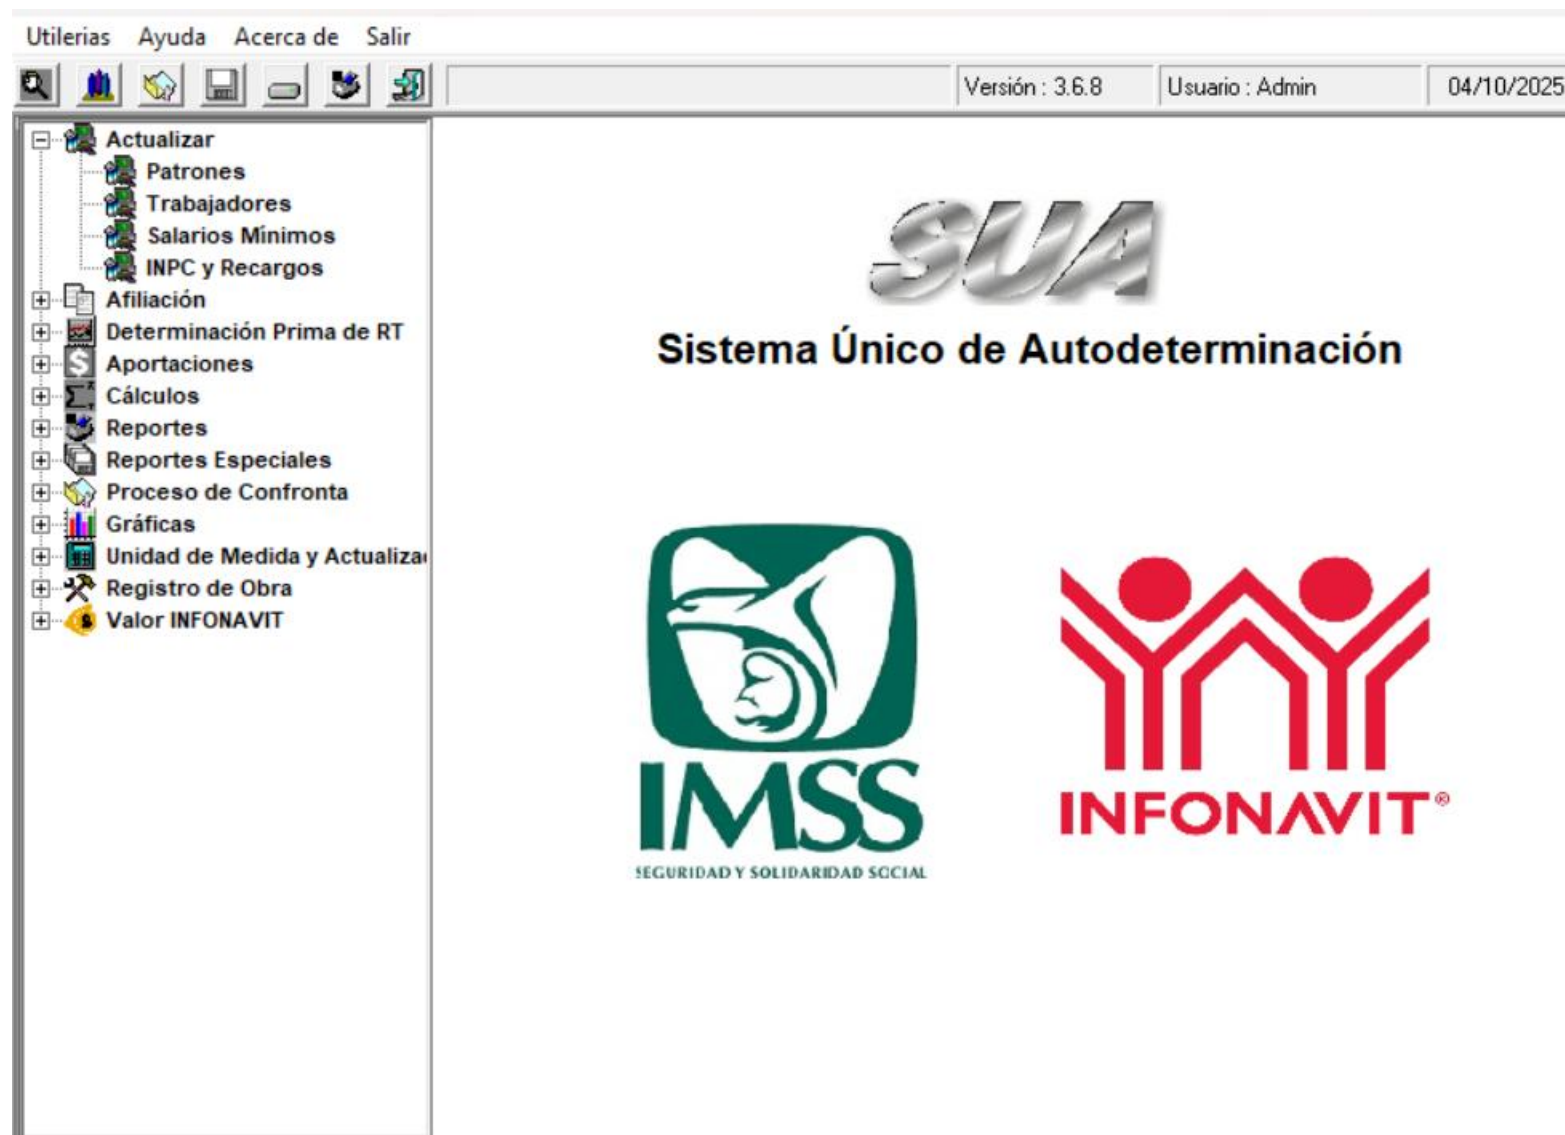 Utilerias Ayuda Acerca de Salir
Versión : 3.6.8 Usuario : Admin 04/10/2025
Actualizar
Patrones
Trabajadores
Salarios Mínimos
INPC y Recargos
Afiliación
Determinación Prima de RT
Aportaciones
Cálculos
Reportes
Reportes Especiales
Proceso de Confronta
Gráficas
Unidad de Medida y Actualiza
Registro de Obra
Valor INFONAVIT
SUA
Sistema Único de Autodeterminación
IMSS
SEGURIDAD Y SOLIDARIDAD SOCIAL
INFONAVIT®